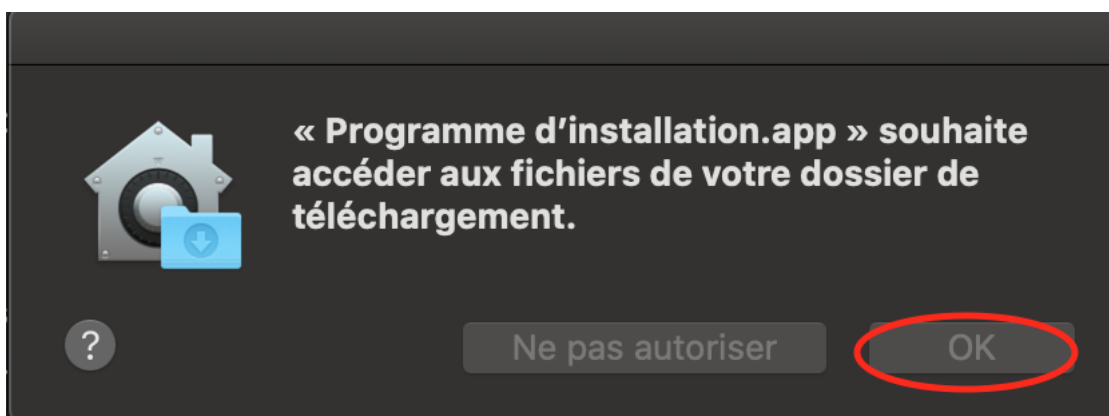 « Programme d’installation.app » souhaite
accéder aux fichiers de votre dossier de
téléchargement.
?
Ne pas autoriser
OK